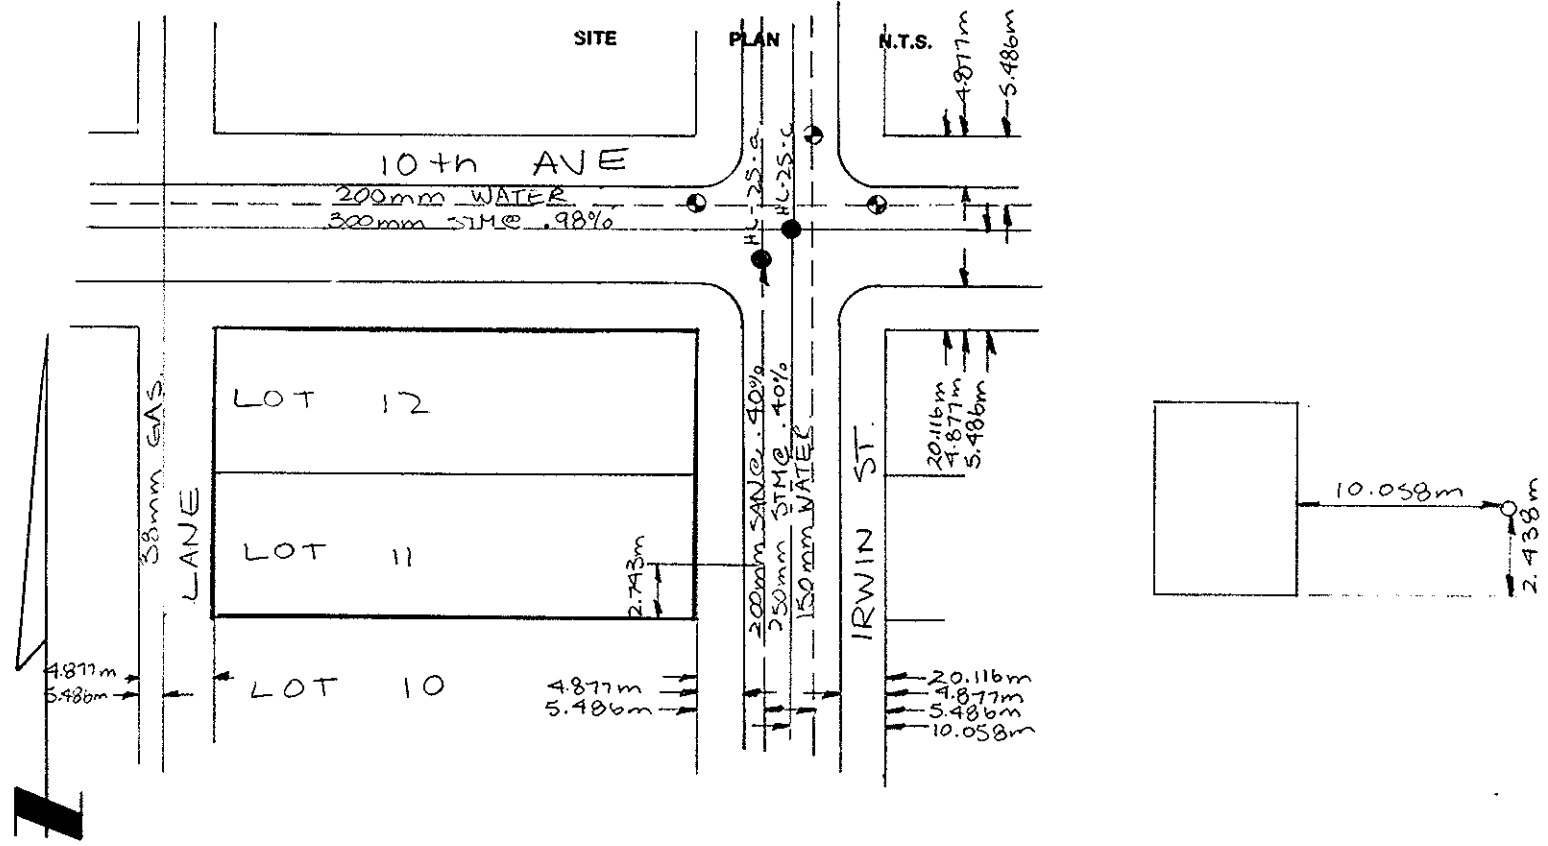 SITE PLAN N.T.S.
4.877m
5.486m
10th AVE
200mm WATER
300mm STM@ .98%
HL-25-a
HL-25-c
LOT 12
LOT 11
LOT 10
38mm GAS
LANE
2.743m
200mm SAN@ .40%
250mm STM@ .40%
150mm WATER
IRWIN ST.
20.116m
4.877m
5.486m
4.877m
5.486m
4.877m
5.486m
20.116m
4.877m
5.486m
10.058m
10.058m
2.438m
N